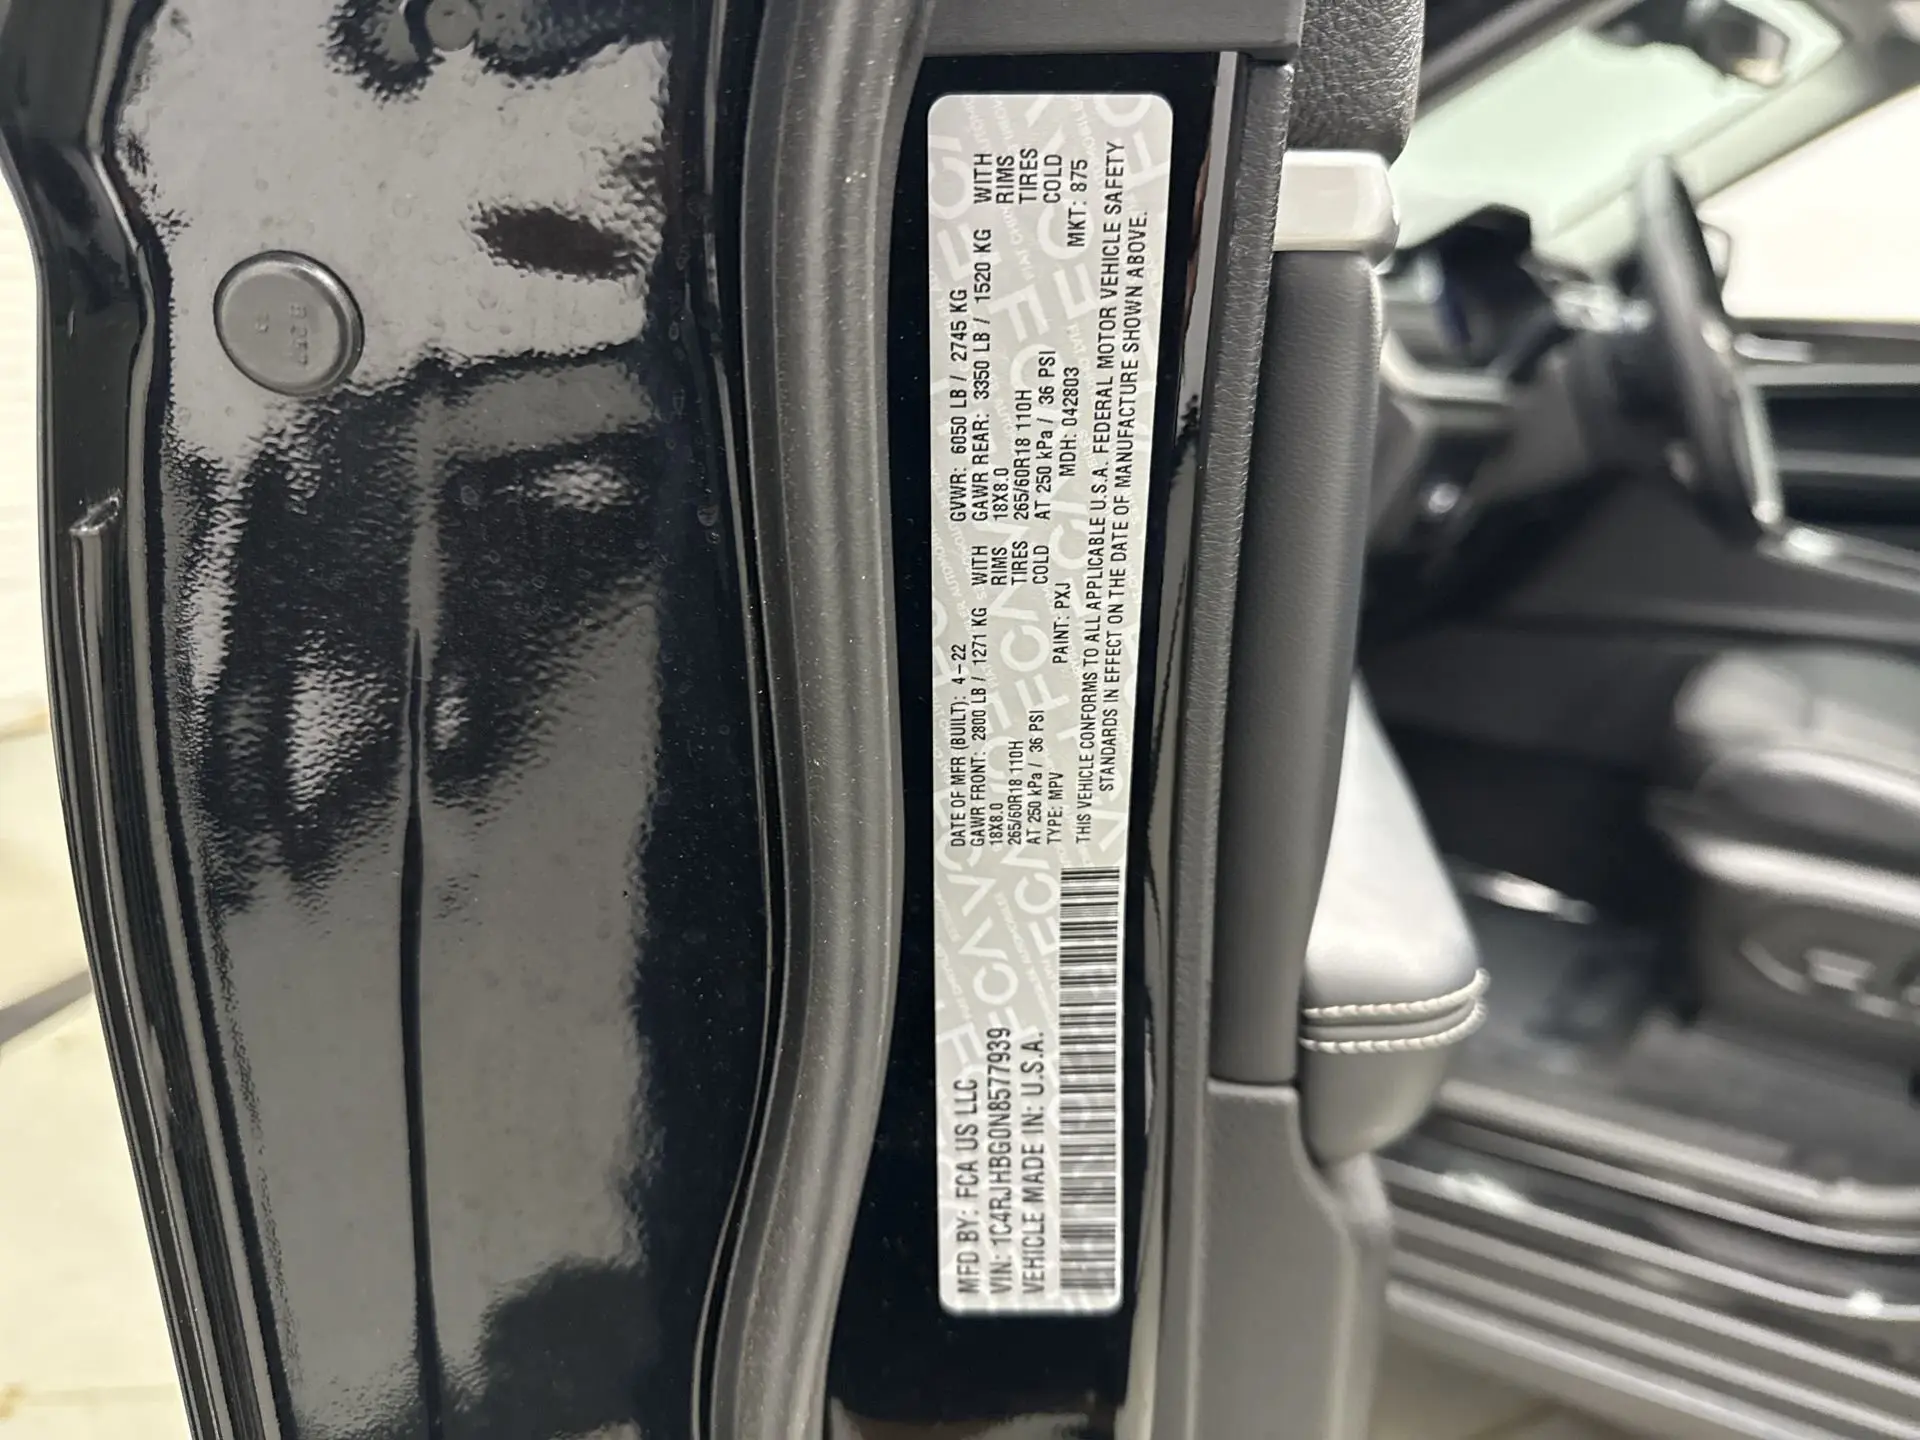 MFD BY: FCA US LLC
VIN: 1C4RJHBG0N8577939
VEHICLE MADE IN: U.S.A.
DATE OF MFR (BUILT): 4-22 GVWR: 6050 LB / 2745 KG
GAWR FRONT: 2800 LB / 1271 KG WITH GAWR REAR: 3350 LB / 1520 KG WITH
18X8.0 RIMS 18X8.0 RIMS
265/60R18 110H TIRES 265/60R18 110H TIRES
AT 250 kPa / 36 PSI COLD AT 250 kPa / 36 PSI COLD
TYPE: MPV PAINT: PXJ MDH: 042803 MKT: 875
THIS VEHICLE CONFORMS TO ALL APPLICABLE U.S.A. FEDERAL MOTOR VEHICLE SAFETY
STANDARDS IN EFFECT ON THE DATE OF MANUFACTURE SHOWN ABOVE.
FCA